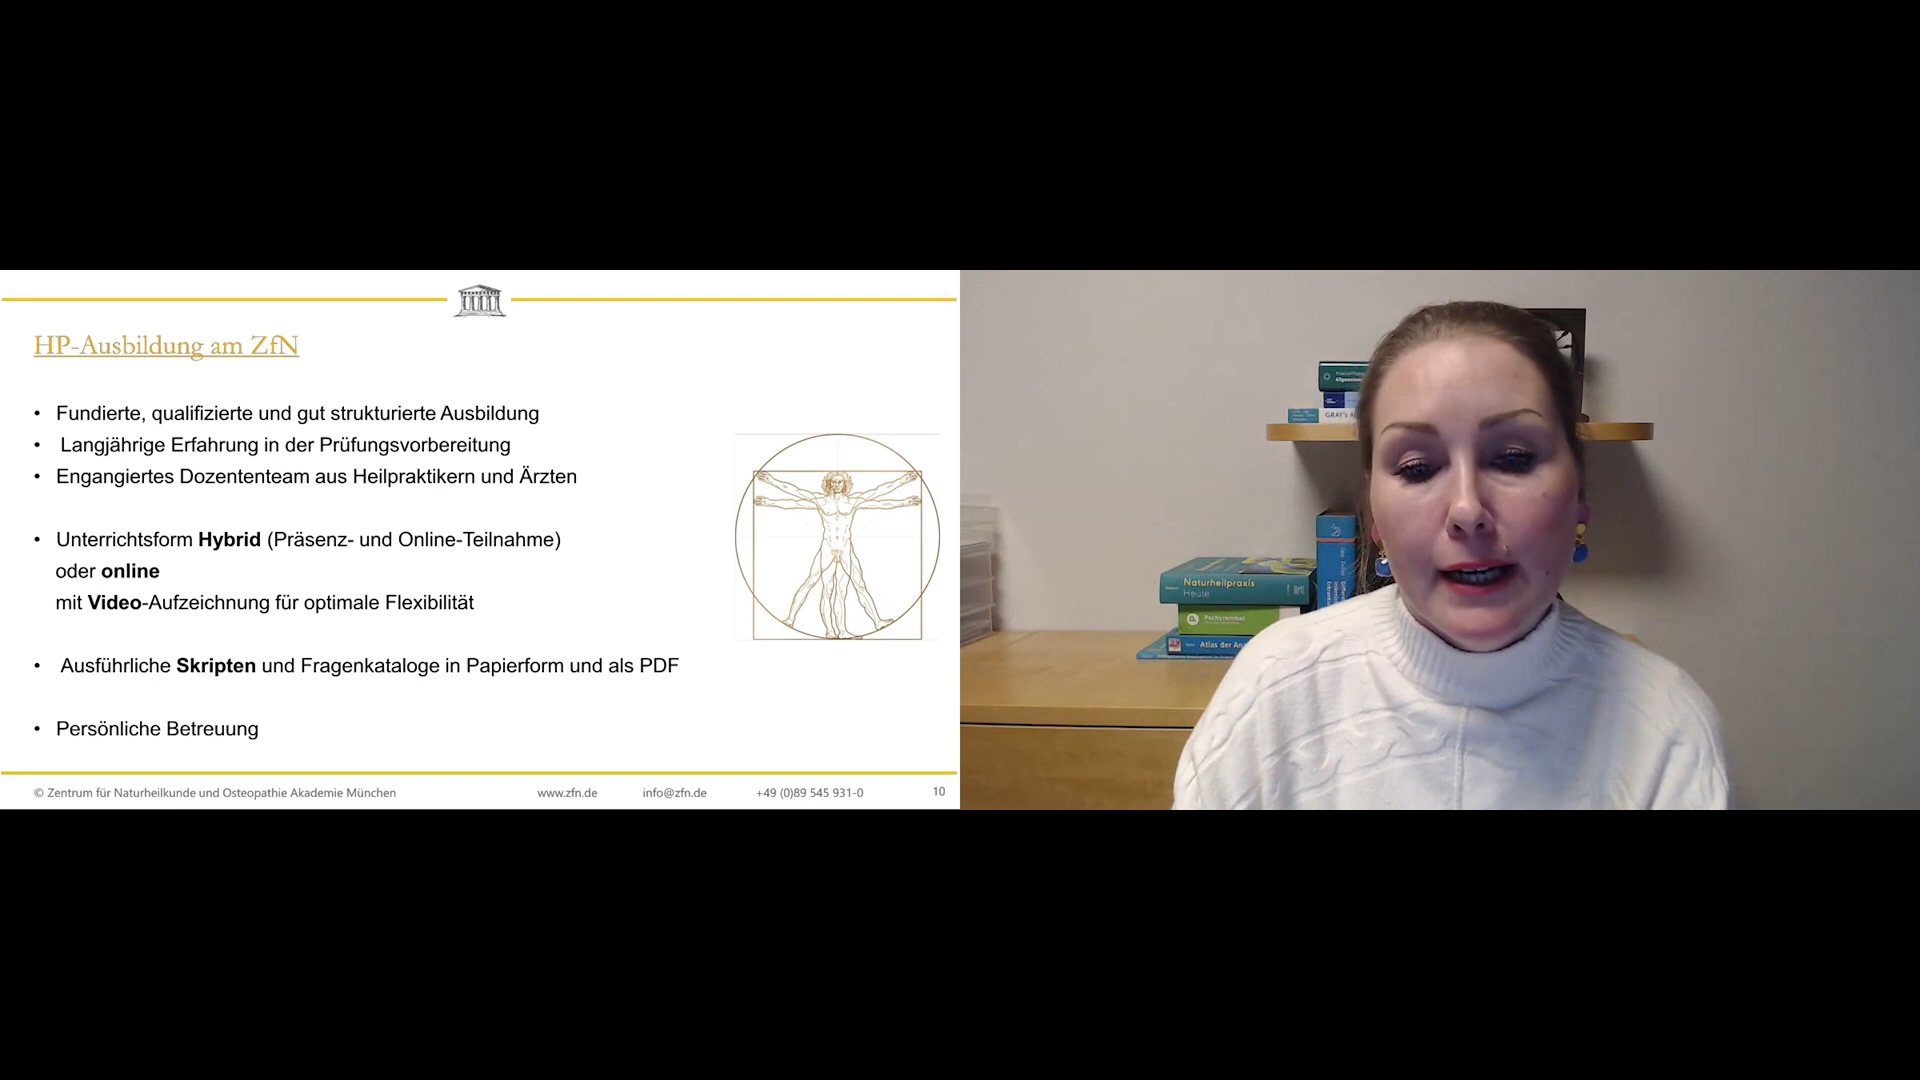 HP-Ausbildung am ZfN
• Fundierte, qualifizierte und gut strukturierte Ausbildung
• Langjährige Erfahrung in der Prüfungsvorbereitung
• Engangiertes Dozententeam aus Heilpraktikern und Ärzten
• Unterrichtsform Hybrid (Präsenz- und Online-Teilnahme)
oder online
mit Video-Aufzeichnung für optimale Flexibilität
• Ausführliche Skripten und Fragenkataloge in Papierform und als PDF
• Persönliche Betreuung
© Zentrum für Naturheilkunde und Osteopathie Akademie München www.zfn.de info@zfn.de +49 (0)89 545 931-0 10
GRAY's
Naturheilpraxis
Heute
Pschyrembel
Atlas der